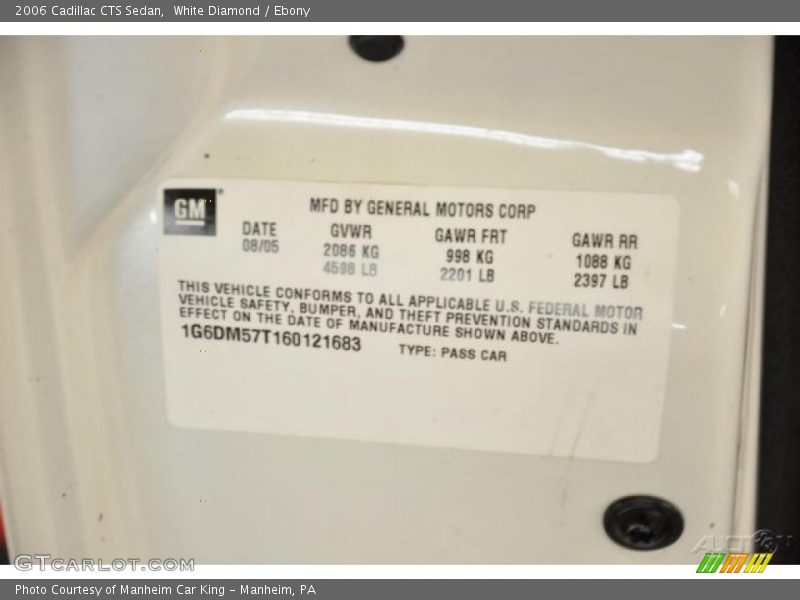 2006 Cadillac CTS Sedan,  White Diamond / Ebony
GM
MFD BY GENERAL MOTORS CORP
DATE GVWR GAWR FRT GAWR RR
08/05 2086 KG 998 KG 1088 KG
4598 LB 2201 LB 2397 LB
THIS VEHICLE CONFORMS TO ALL APPLICABLE U.S. FEDERAL MOTOR
VEHICLE SAFETY, BUMPER, AND THEFT PREVENTION STANDARDS IN
EFFECT ON THE DATE OF MANUFACTURE SHOWN ABOVE.
1G6DM57T160121683 TYPE: PASS CAR
GTCARLOT.COM
Photo Courtesy of Manheim Car King - Manheim, PA